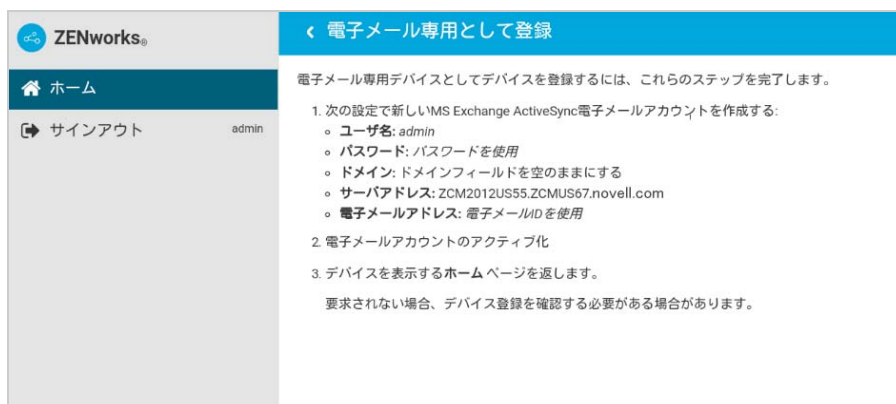 ZENworks®
‹ 電子メール専用として登録
ホーム
サインアウト admin
電子メール専用デバイスとしてデバイスを登録するには、これらのステップを完了します。
1. 次の設定で新しいMS Exchange ActiveSync電子メールアカウントを作成する:
◦ ユーザ名: admin
◦ パスワード: パスワードを使用
◦ ドメイン: ドメインフィールドを空のままにする
◦ サーバアドレス: ZCM2012US55.ZCMUS67.novell.com
◦ 電子メールアドレス: 電子メールIDを使用
2. 電子メールアカウントのアクティブ化
3. デバイスを表示するホーム ページを返します。
要求されない場合、デバイス登録を確認する必要がある場合があります。